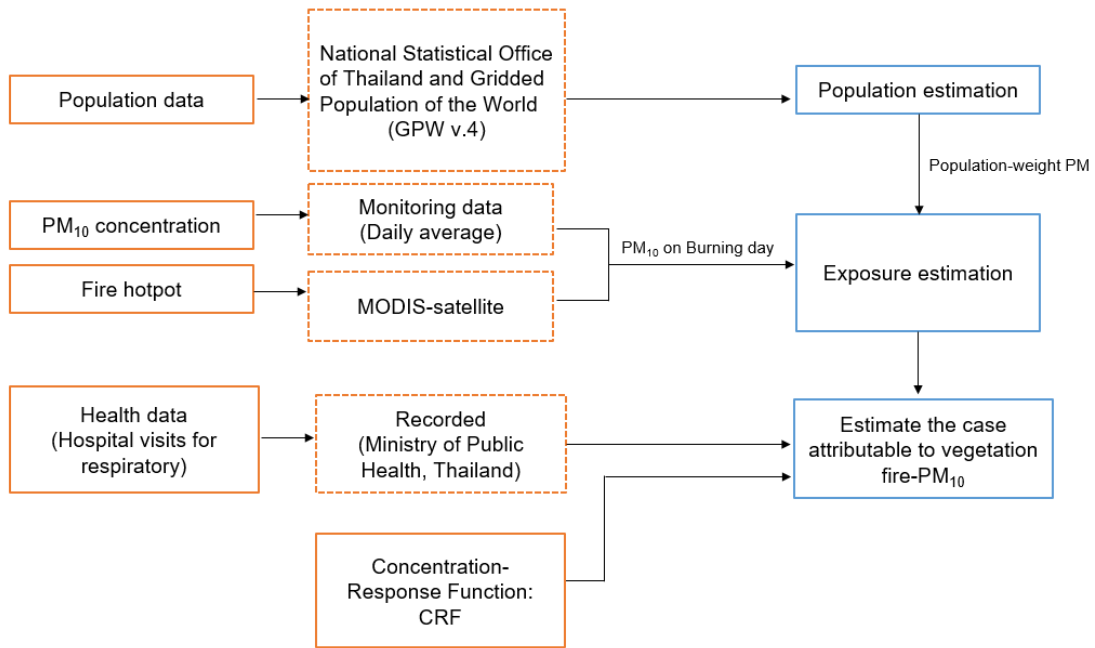 Population data
National Statistical Office
of Thailand and Gridded
Population of the World
(GPW v.4)
Population estimation
Population-weight PM
PM₁₀ concentration
Monitoring data
(Daily average)
PM₁₀ on Burning day
Exposure estimation
Fire hotpot
MODIS-satellite
Health data
(Hospital visits for
respiratory)
Recorded
(Ministry of Public
Health, Thailand)
Estimate the case
attributable to vegetation
fire-PM₁₀
Concentration-
Response Function:
CRF